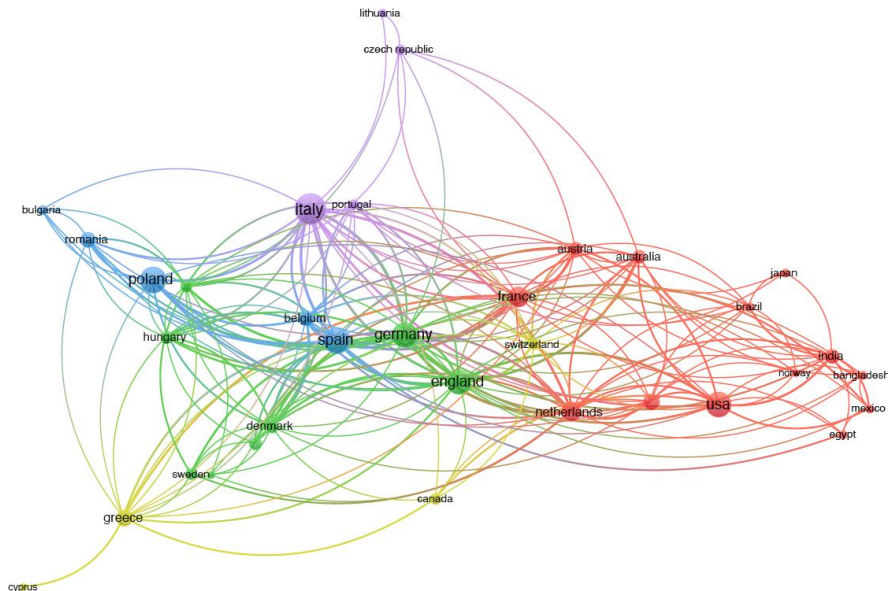 lithuania
czech republic
bulgaria
italy
portugal
romania
austria
australia
poland
japan
france
brazil
belgium
hungary
spain
germany
switzerland
india
norway
bangladesh
england
usa
mexico
netherlands
denmark
egypt
sweden
canada
greece
cyprus